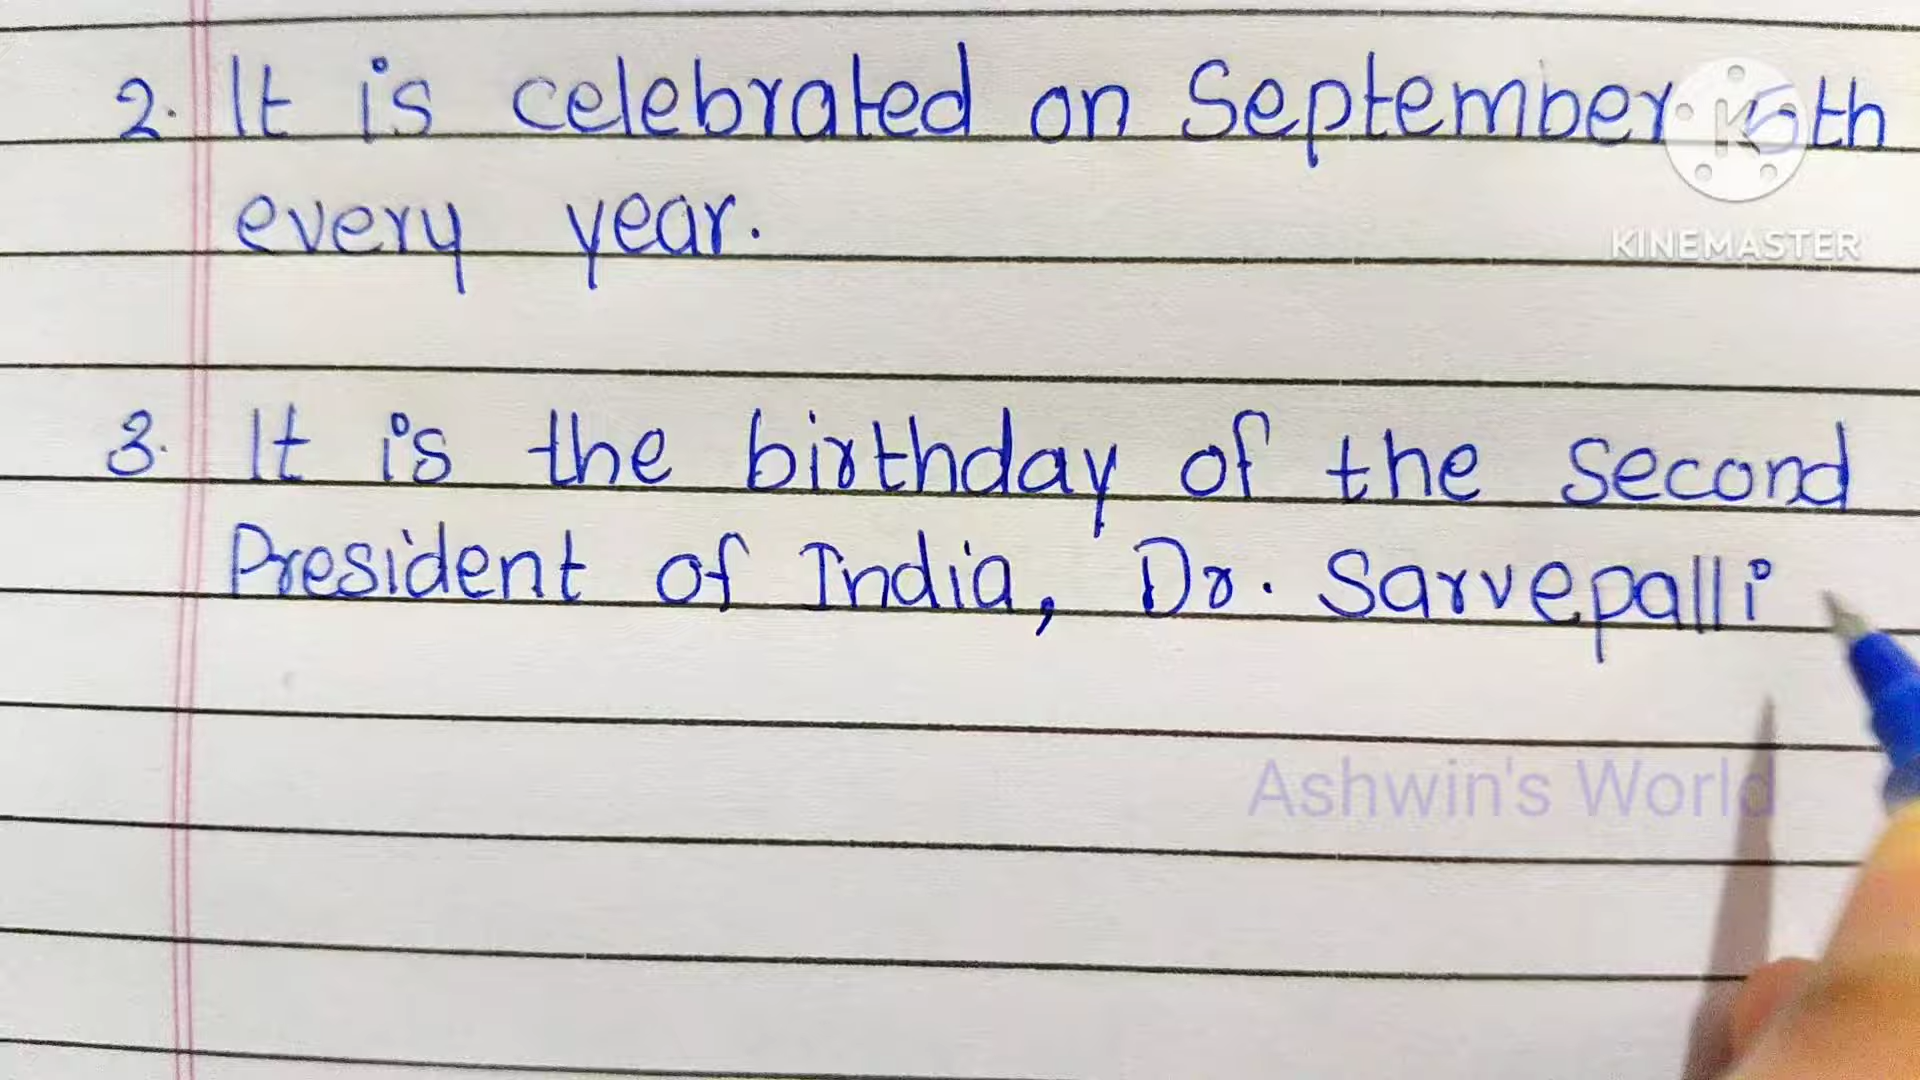 2. It is celebrated on September 5th
every year.
KINEMASTER
3. It is the birthday of the second
President of India, Dr. Sarvepalli
Ashwin's World